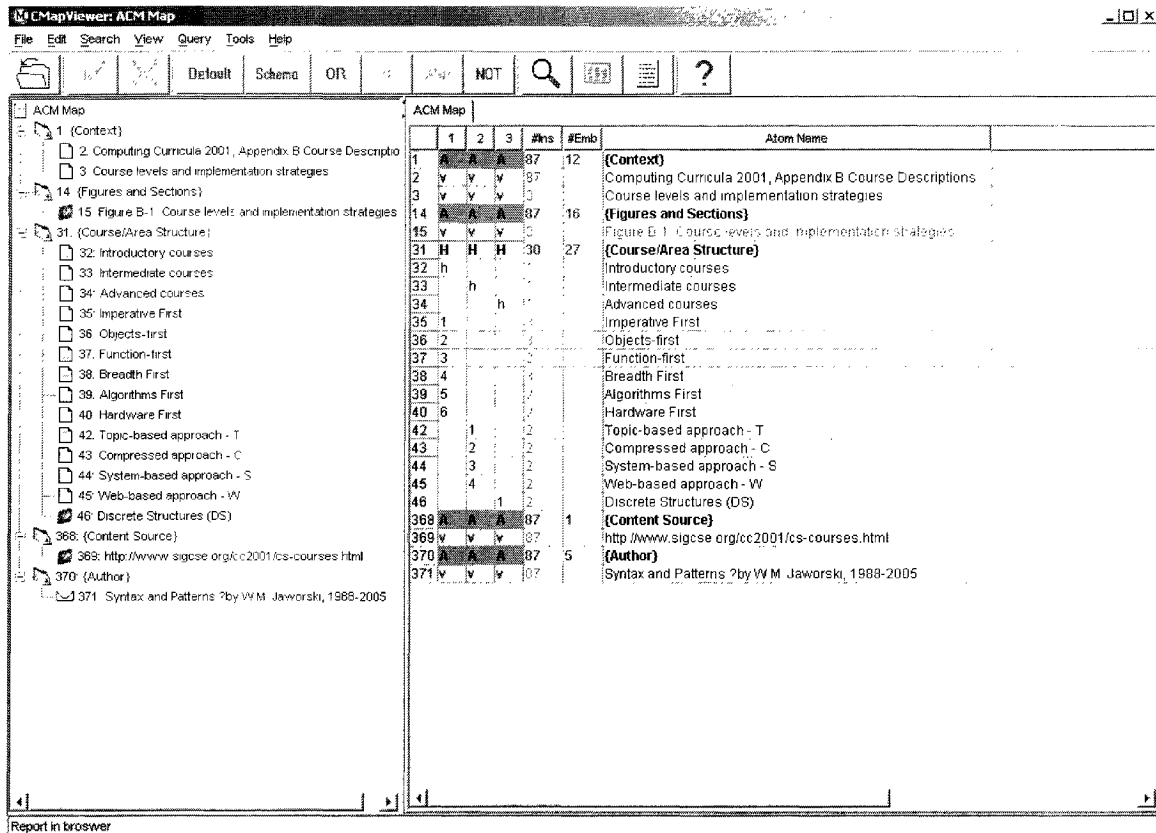 CMapViewer: ACM Map
File Edit Search View Query Tools Help
Default Schema OR NOT ?
ACM Map
1 {Context}
2. Computing Curricula 2001, Appendix B Course Descriptio
3 Course levels and implementation strategies
14 {Figures and Sections}
15 Figure B-1 Course levels and implementation strategies
31. {Course/Area Structure}
32: Introductory courses
33 Intermediate courses
34: Advanced courses
35: Imperative First
36 Objects-first
37. Function-first
38. Breadth First
39. Algorithms First
40 Hardware First
42. Topic-based approach - T
43 Compressed approach - C
44: System-based approach - S
45: Web-based approach - W
46: Discrete Structures (DS)
368: {Content Source}
369: http://www.sigcse org/cc2001/cs-courses html
370: {Author}
371 Syntax and Patterns ?by W M Jaworski, 1988-2005
ACM Map
1 2 3 #Ins #Emb Atom Name
1 A A A 87 12 {Context}
2 v v v 87 Computing Curricula 2001, Appendix B Course Descriptions
3 v v v 3 Course levels and implementation strategies
14 A A A 87 16 {Figures and Sections}
15 v v v 3 Figure B-1 Course levels and implementation strategies
31 H H H 30 27 {Course/Area Structure}
32 h Introductory courses
33 h Intermediate courses
34 h Advanced courses
35 1 Imperative First
36 2 Objects-first
37 3 Function-first
38 4 Breadth First
39 5 Algorithms First
40 6 Hardware First
42 1 2 Topic-based approach - T
43 2 2 Compressed approach - C
44 3 2 System-based approach - S
45 4 2 Web-based approach - W
46 1 2 Discrete Structures (DS)
368 A A A 87 1 {Content Source}
369 v v v 87 http //www.sigcse org/cc2001/cs-courses.html
370 A A A 87 5 {Author}
371 v v v 87 Syntax and Patterns ?by W M Jaworski, 1988-2005
Report in broswer